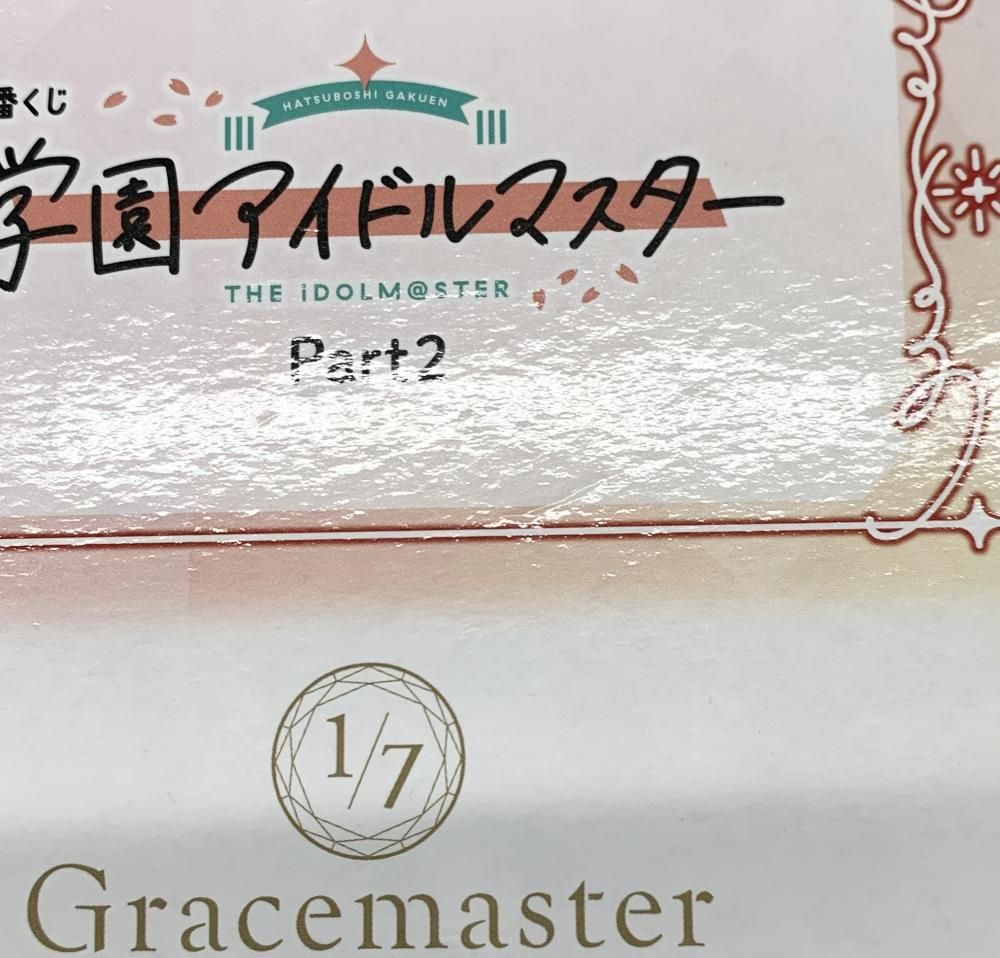 番くじ
HATSUBOSHI GAKUEN
学園アイドルマスター
THE iDOLM@STER
Part2
1/7
Gracemaster